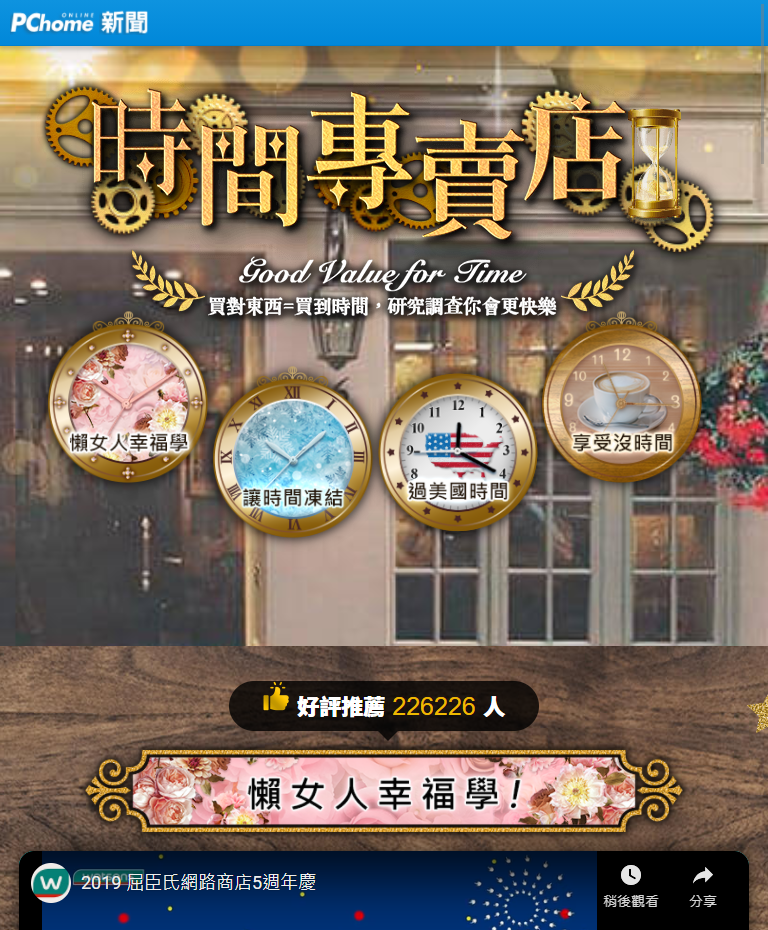 PChome ONLINE 新聞
時間專賣店
Good Value for Time
買對東西=買到時間，研究調查你會更快樂
懶女人幸福學
讓時間凍結
過美國時間
享受沒時間
好評推薦 226226 人
懶女人幸福學!
2019 屈臣氏網路商店5週年慶
稍後觀看
分享